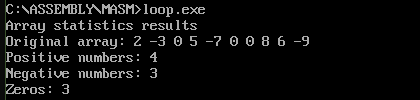 C:\ASSEMBLY\MASM>loop.exe
Array statistics results
Original array: 2 -3 0 5 -7 0 0 8 6 -9
Positive numbers: 4
Negative numbers: 3
Zeros: 3